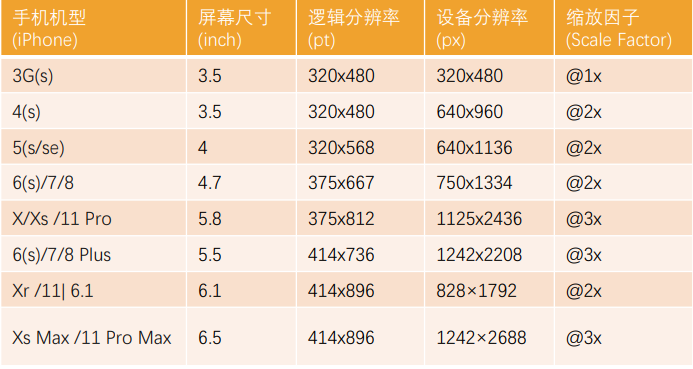 手机机型 屏幕尺寸 逻辑分辨率 设备分辨率 缩放因子
(iPhone) (inch) (pt) (px) (Scale Factor)
3G(s) 3.5 320x480 320x480 @1x
4(s) 3.5 320x480 640x960 @2x
5(s/se) 4 320x568 640x1136 @2x
6(s)/7/8 4.7 375x667 750x1334 @2x
X/Xs /11 Pro 5.8 375x812 1125x2436 @3x
6(s)/7/8 Plus 5.5 414x736 1242x2208 @3x
Xr /11| 6.1 6.1 414x896 828×1792 @2x
Xs Max /11 Pro Max 6.5 414x896 1242×2688 @3x